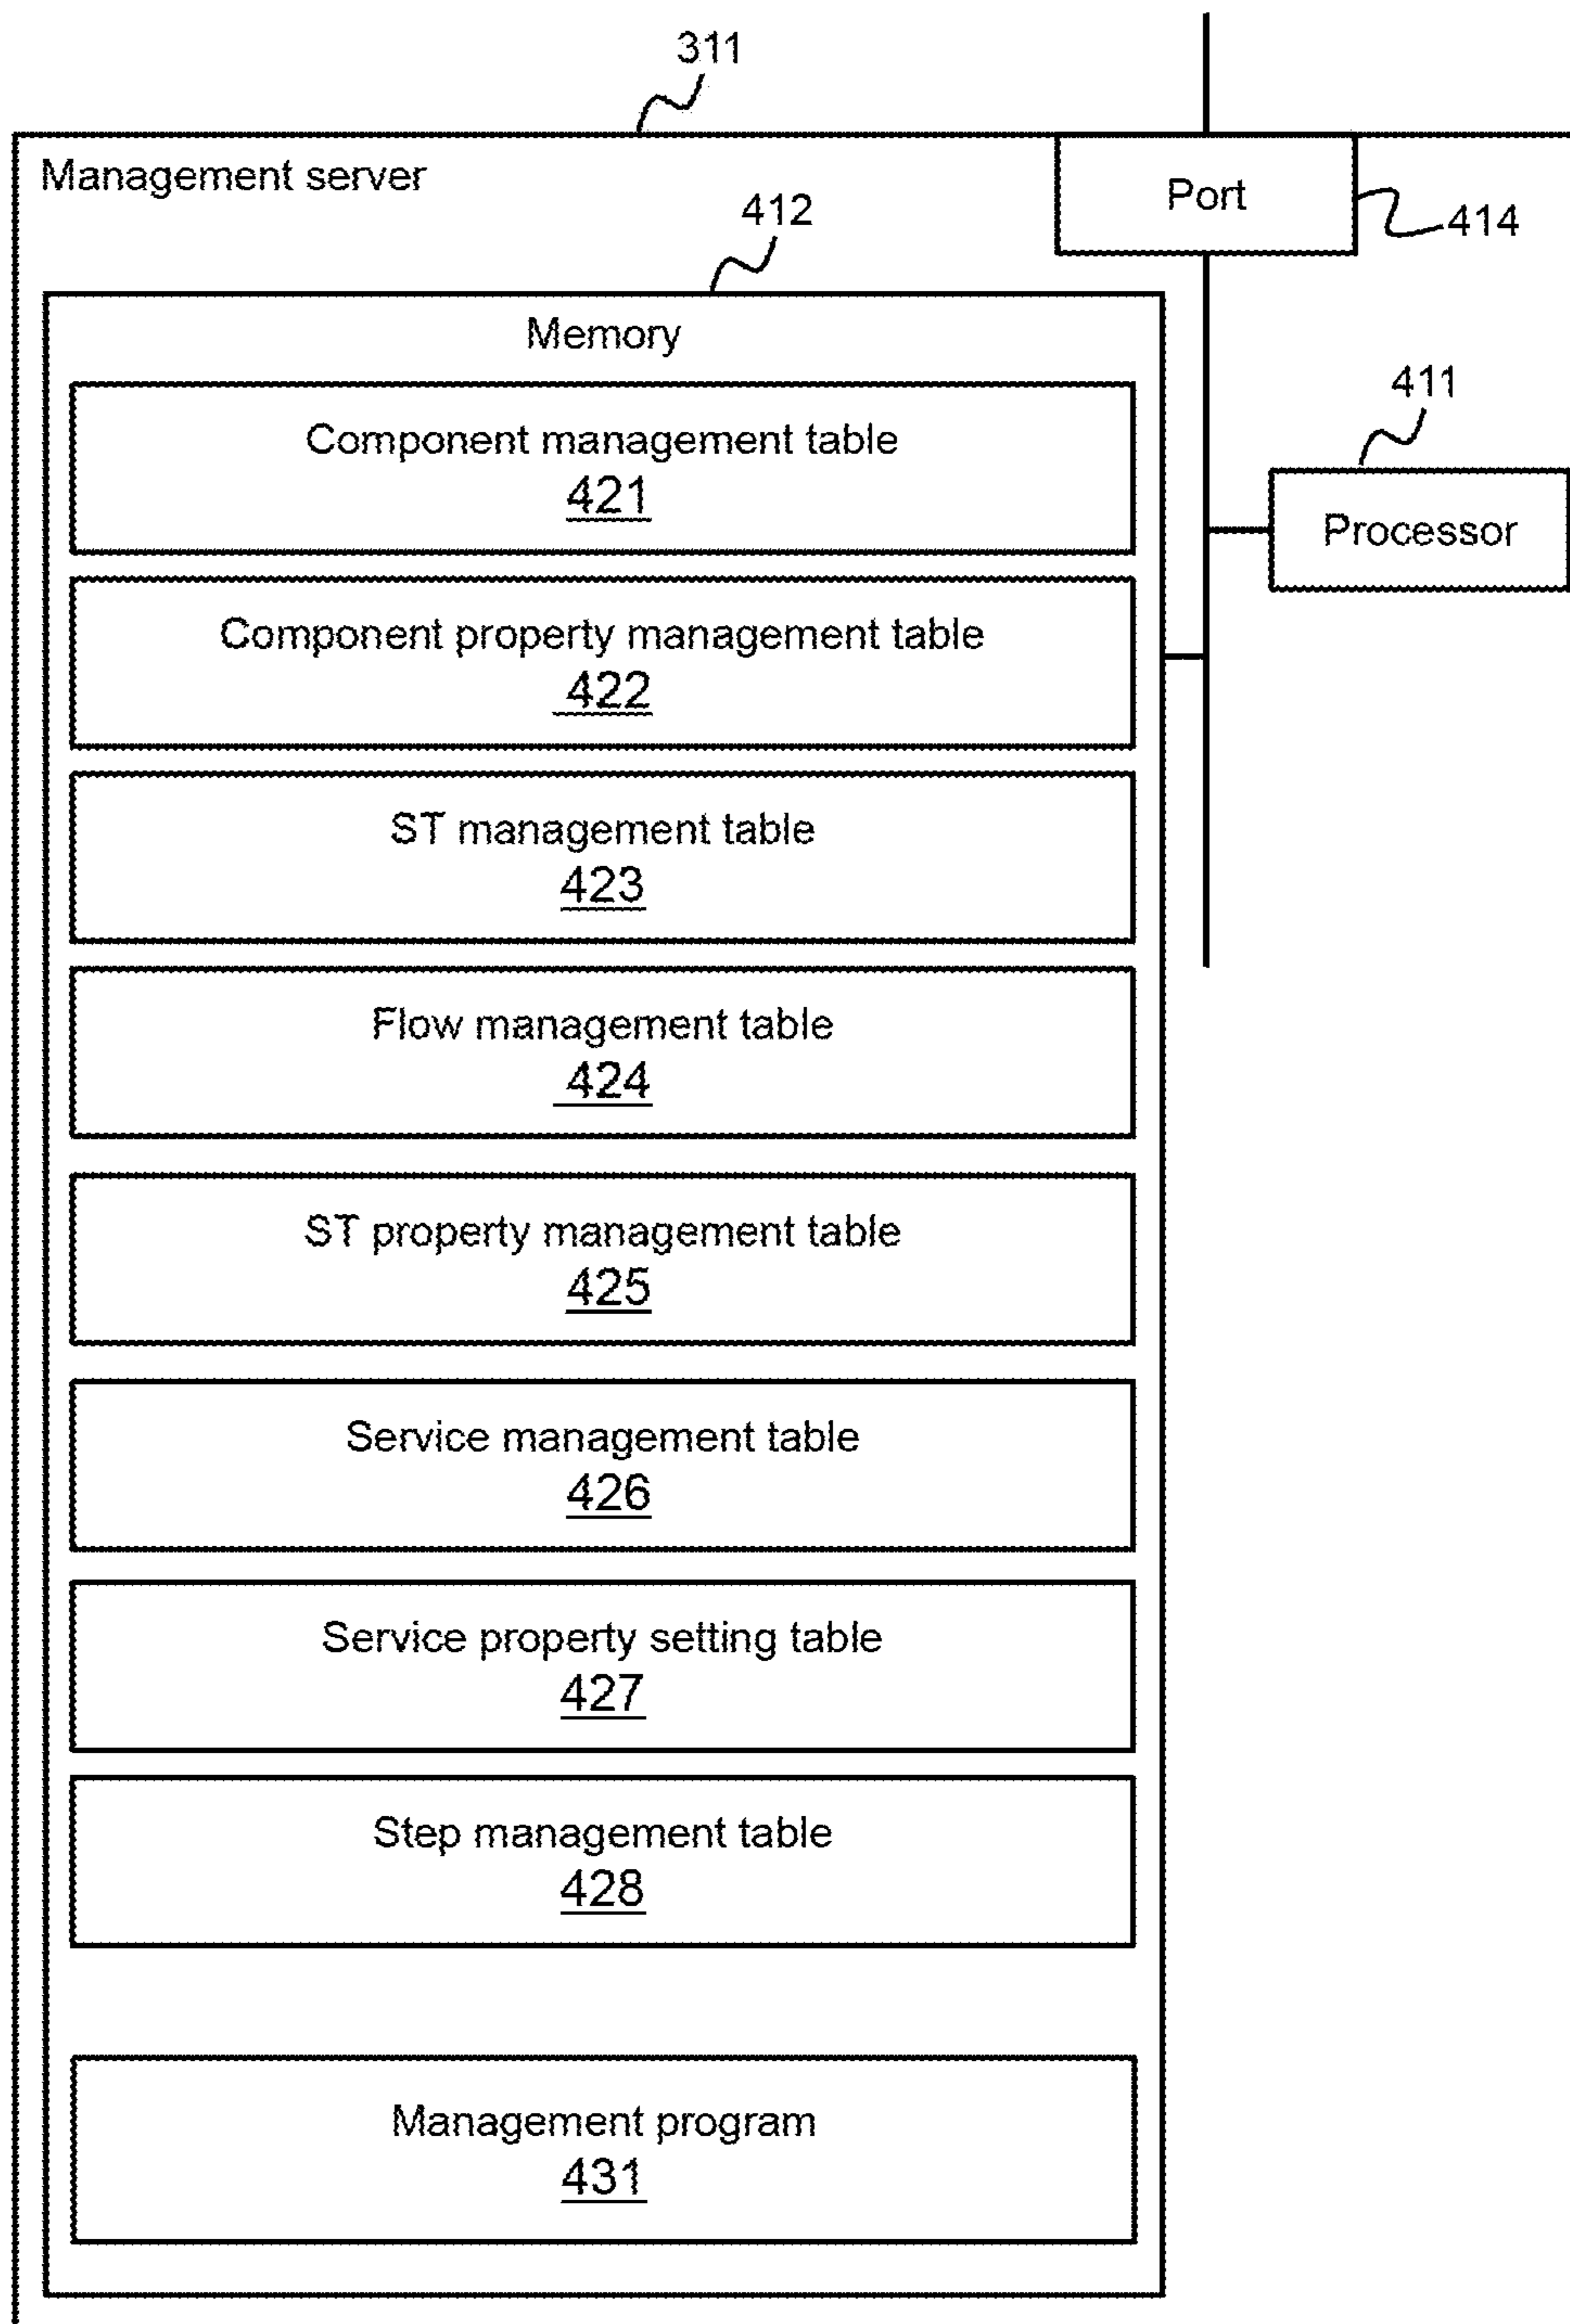 311
Management server
Port
414
412
Memory
411
Processor
Component management table
421
Component property management table
422
ST management table
423
Flow management table
424
ST property management table
425
Service management table
426
Service property setting table
427
Step management table
428
Management program
431